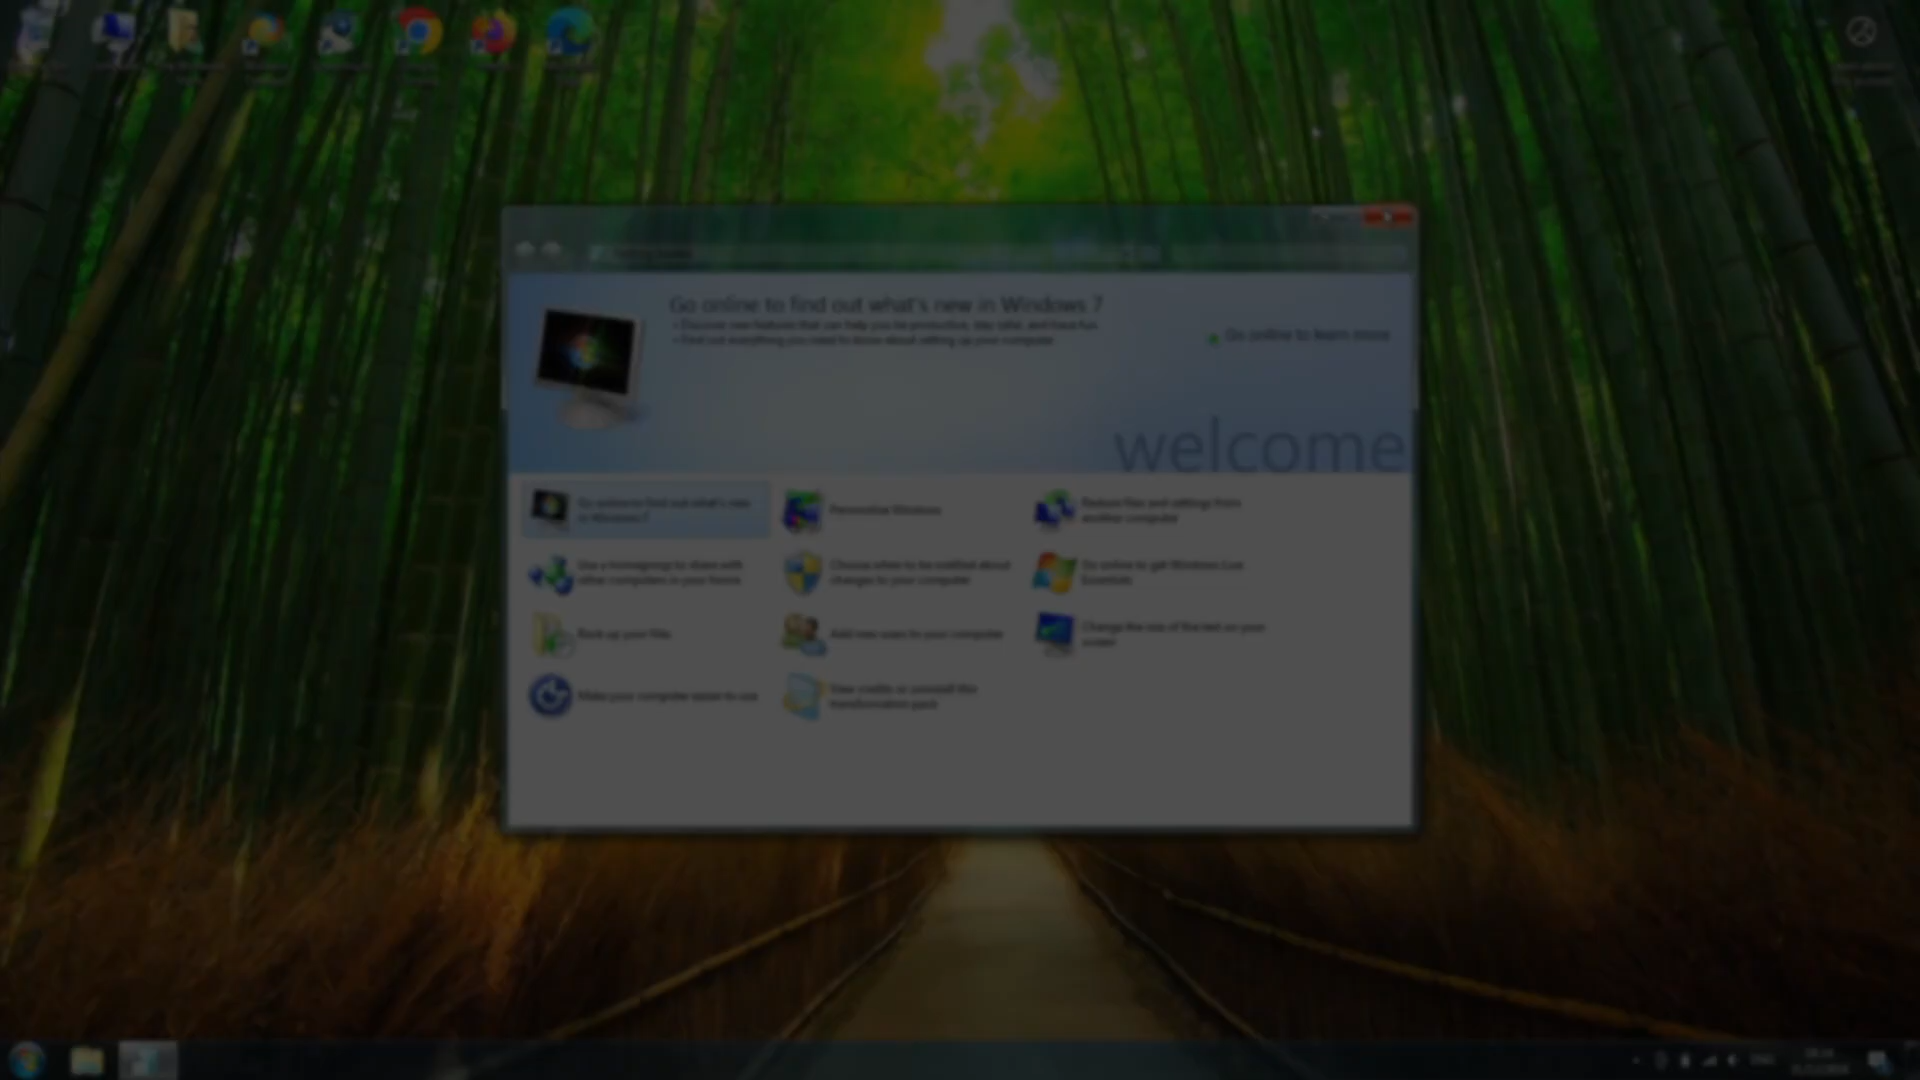 Go online to find out what's new in Windows 7
• Discover new features that can help you be productive, stay safe, and have fun
• Find out everything you need to know about setting up your computer
Go online to learn more
welcome
Go online to find out what's new
in Windows 7
Personalize Windows
Restore files and settings from
another computer
Use a homegroup to share with
other computers in your home
Choose when to be notified about
changes to your computer
Go online to get Windows Live
Essentials
Back up your files
Add new users to your computer
Change the size of the text on your
screen
Make your computer easier to use
View credits or uninstall this
transformation pack